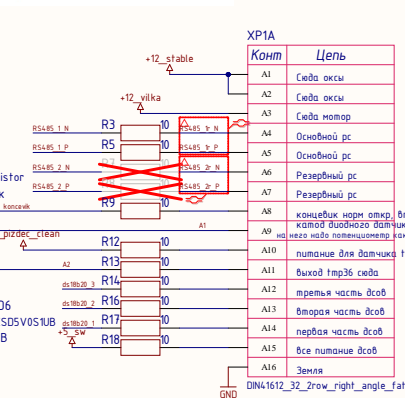 XP1A
Конт Цепь
+12_stable
A1 Сюда оксы
A2 Сюда оксы
+12_vilka
A3 Сюда мотор
RS485_1_N R3 10 RS485_1r_N A4 Основной рс
RS485_1_P R5 10 RS485_1r_P A5 Основной рс
RS485_2_N 10 RS485_2r_N A6 Резервный рс
istor
RS485_2_P 10 RS485_2r_P A7 Резервный рс
к
koncevik R9 10 A8 концевик норм откр,
A1 A9 катод диодного датчик
на него надо потенциометр как
_pizdec_clean
R12 10 A10 питание для датчика t
A2 R13 10 A11 выход tmp36 сюда
ds18b20_3 R14 10 A12 третья часть дсов
06 ds18b20_2 R16 10 A13 вторая часть дсов
SD5V0S1UB ds18b20_1 R17 10 A14 первая часть дсов
B +5_sw R18 10 A15 все питание дсов
A16 Земля
GND
DIN41612_32_2row_right_angle_fat